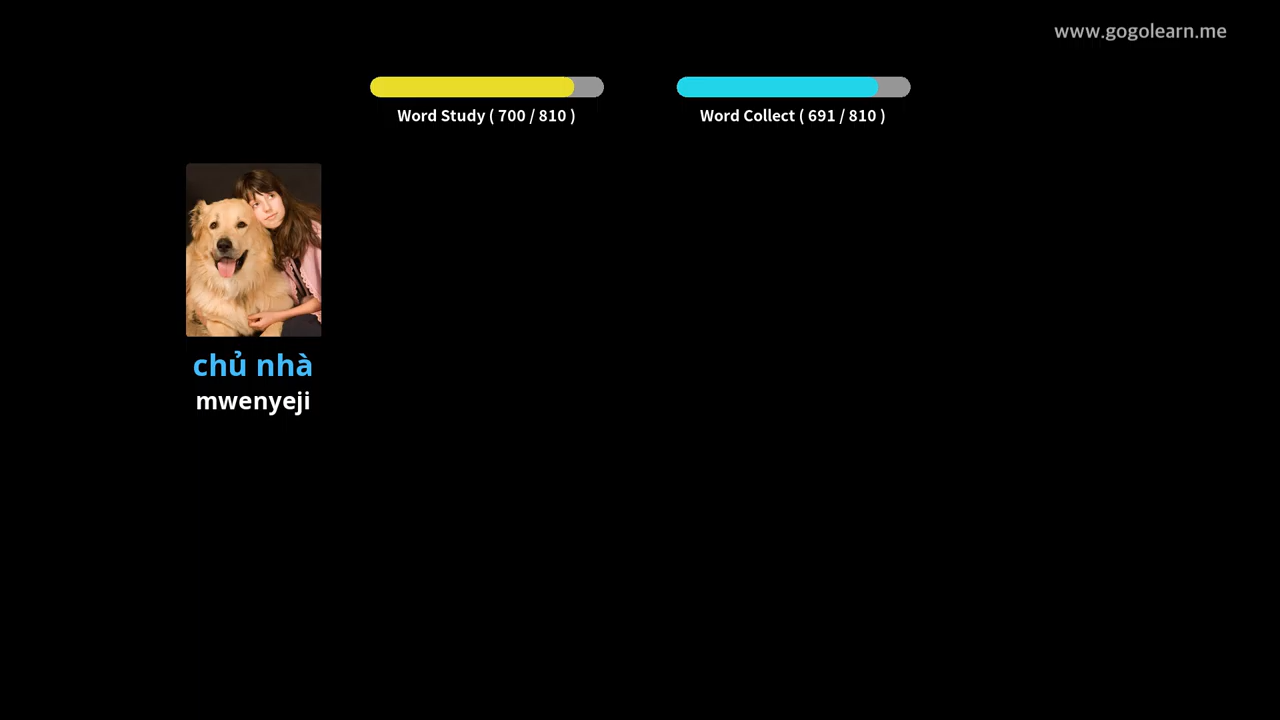 www.gogolearn.me
Word Study ( 700 / 810 )
Word Collect ( 691 / 810 )
chủ nhà
mwenyeji